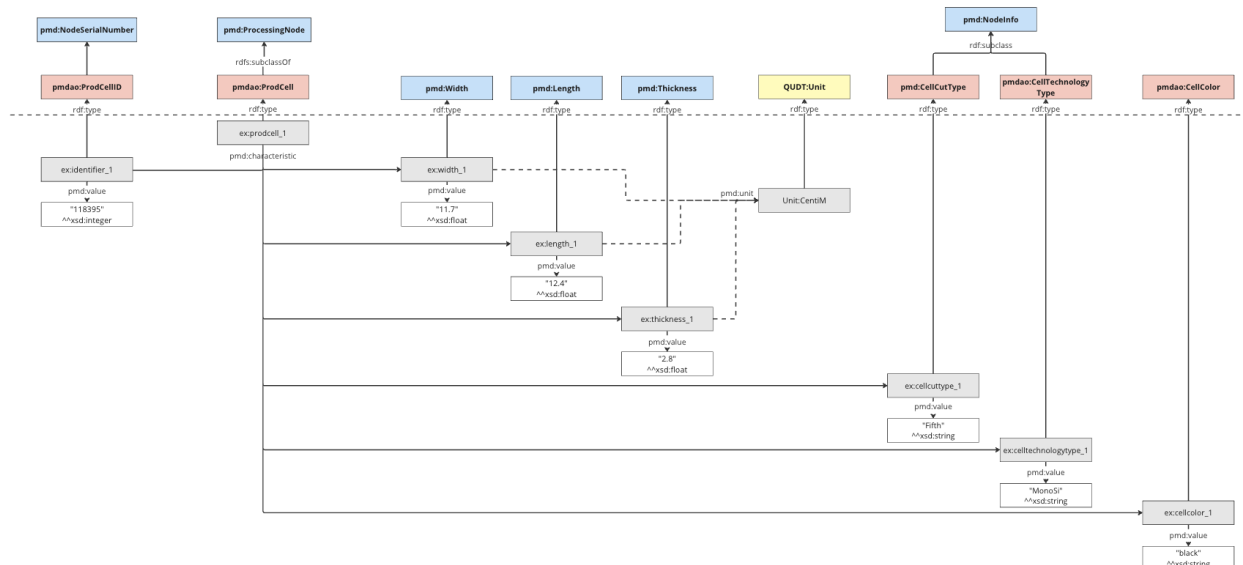 pmd:NodeSerialNumber
pmd:ProcessingNode
pmd:NodeInfo
rdf:subclass
rdfs:subclassOf
pmdao:ProdCellID
pmdao:ProdCell
pmd:Width
pmd:Length
pmd:Thickness
QUDT:Unit
pmd:CellCutType
pmdao:CellTechnology
Type
pmdao:CellColor
rdf:type
rdf:type
rdf:type
rdf:type
rdf:type
rdf:type
rdf:type
rdf:type
rdf:type
ex:prodcell_1
pmd:characteristic
ex:identifier_1
pmd:value
"118395"
^^xsd:integer
ex:width_1
pmd:value
"11.7"
^^xsd:float
pmd:unit
Unit:CentiM
ex:length_1
pmd:value
"12.4"
^^xsd:float
ex:thickness_1
pmd:value
"2.8"
^^xsd:float
ex:cellcuttype_1
pmd:value
"Fifth"
^^xsd:string
ex:celltechnologytype_1
pmd:value
"MonoSi"
^^xsd:string
ex:cellcolor_1
pmd:value
"black"
^^xsd:string